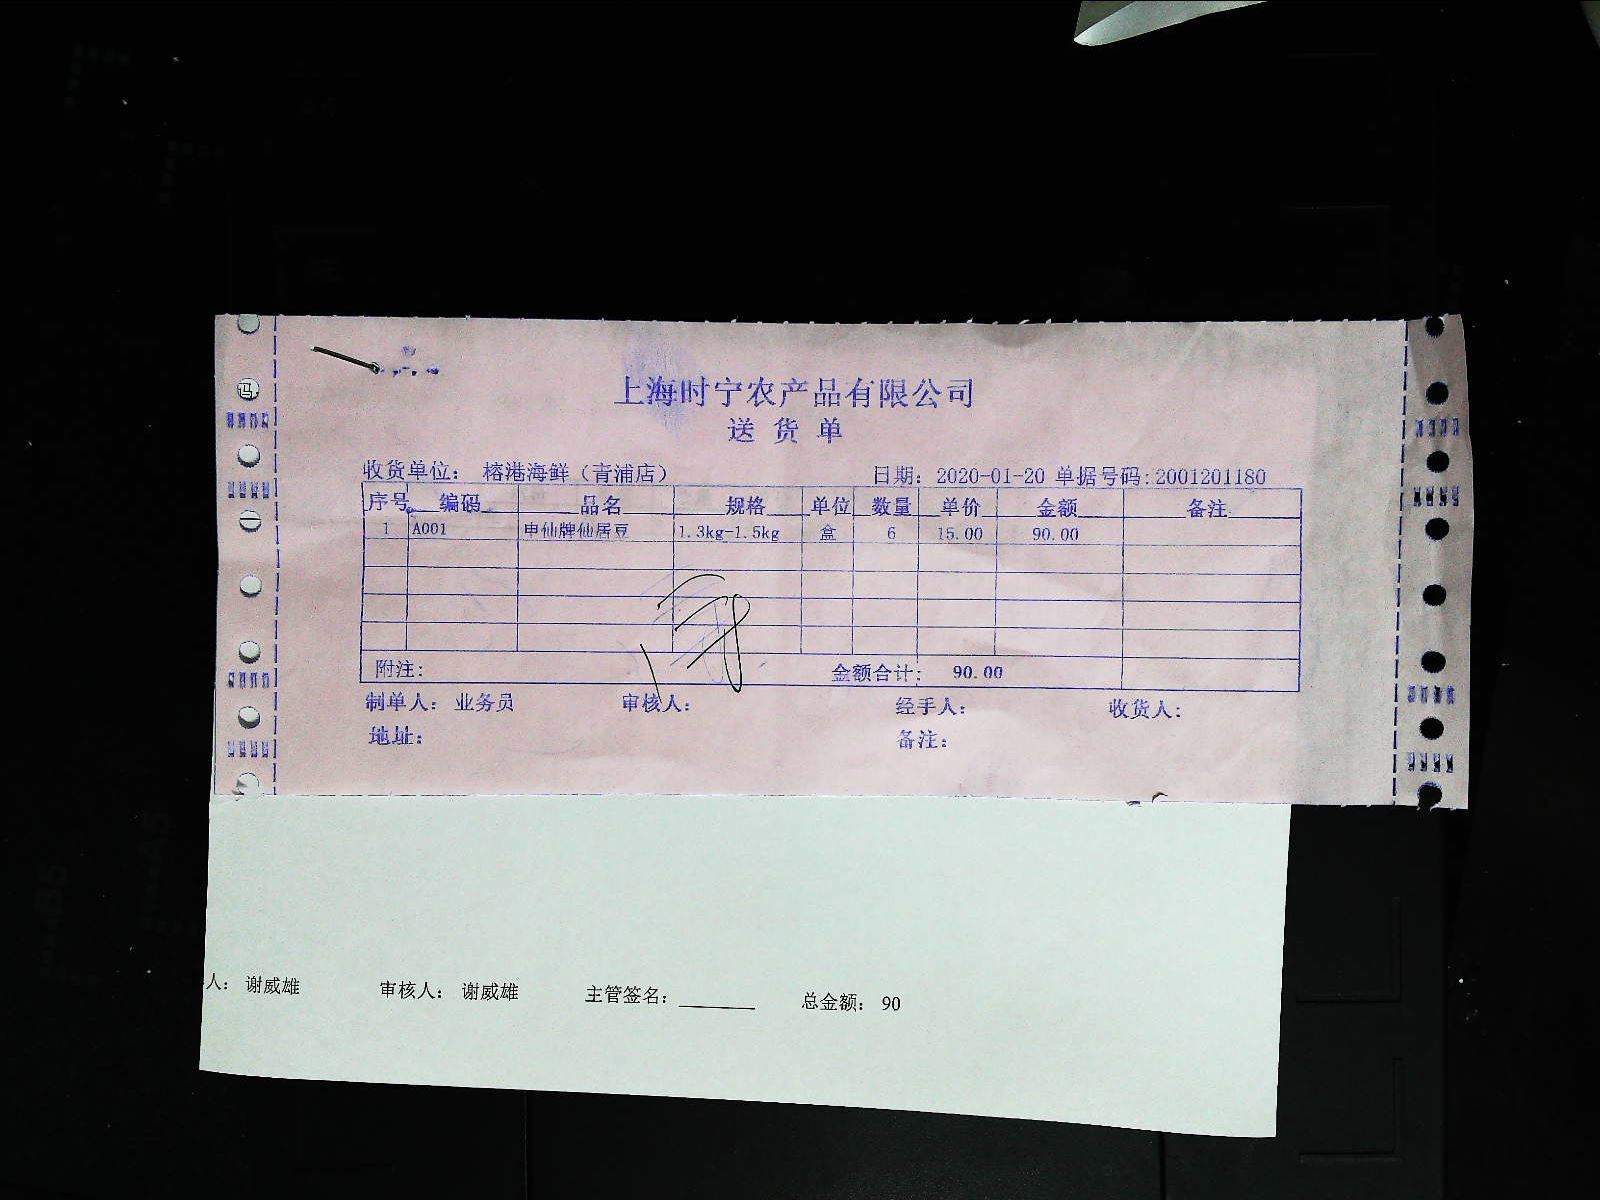 上海时宁农产品有限公司
送 货 单
收货单位： 榕港海鲜（青浦店） 日期：2020-01-20 单据号码:2001201180
序号 编码 品名 规格 单位 数量 单价 金额 备注
1 A001 申仙牌仙居豆 1.3kg-1.5kg 盒 6 15.00 90.00
附注： 金额合计： 90.00
制单人： 业务员 审核人： 经手人： 收货人：
地址： 备注：
人： 谢威雄 审核人： 谢威雄 主管签名： 总金额： 90